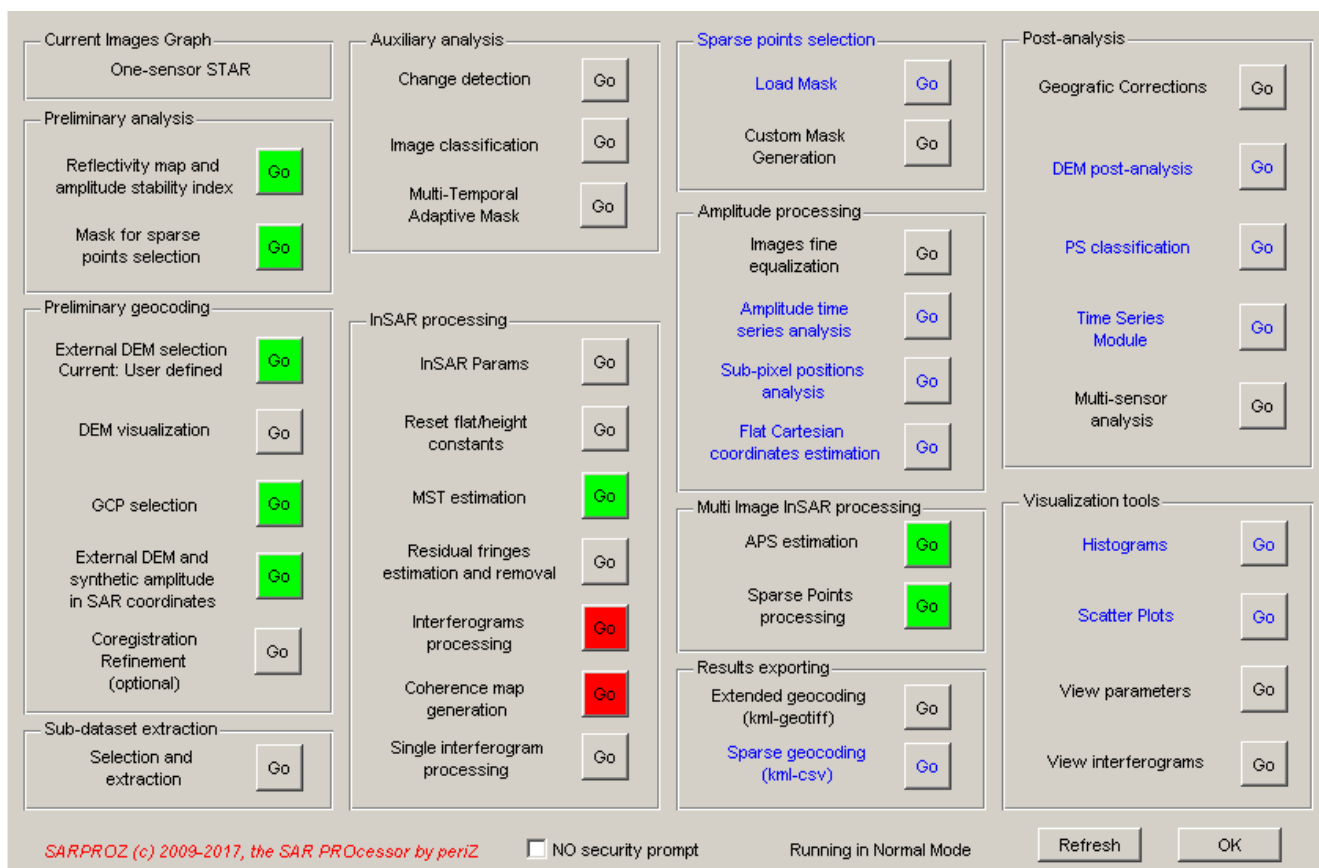 Current Images Graph
One-sensor STAR
Preliminary analysis
Reflectivity map and
amplitude stability index
Go
Mask for sparse
points selection
Go
Preliminary geocoding
External DEM selection
Current: User defined
Go
DEM visualization
Go
GCP selection
Go
External DEM and
synthetic amplitude
in SAR coordinates
Go
Coregistration
Refinement
(optional)
Go
Sub-dataset extraction
Selection and
extraction
Go
Auxiliary analysis
Change detection
Go
Image classification
Go
Multi-Temporal
Adaptive Mask
Go
InSAR processing
InSAR Params
Go
Reset flat/height
constants
Go
MST estimation
Go
Residual fringes
estimation and removal
Go
Interferograms
processing
Go
Coherence map
generation
Go
Single interferogram
processing
Go
Sparse points selection
Load Mask
Go
Custom Mask
Generation
Go
Amplitude processing
Images fine
equalization
Go
Amplitude time
series analysis
Go
Sub-pixel positions
analysis
Go
Flat Cartesian
coordinates estimation
Go
Multi Image InSAR processing
APS estimation
Go
Sparse Points
processing
Go
Results exporting
Extended geocoding
(kml-geotiff)
Go
Sparse geocoding
(kml-csv)
Go
Post-analysis
Geografic Corrections
Go
DEM post-analysis
Go
PS classification
Go
Time Series
Module
Go
Multi-sensor
analysis
Go
Visualization tools
Histograms
Go
Scatter Plots
Go
View parameters
Go
View interferograms
Go
SARPROZ (c) 2009-2017, the SAR PROcessor by periZ
NO security prompt
Running in Normal Mode
Refresh
OK